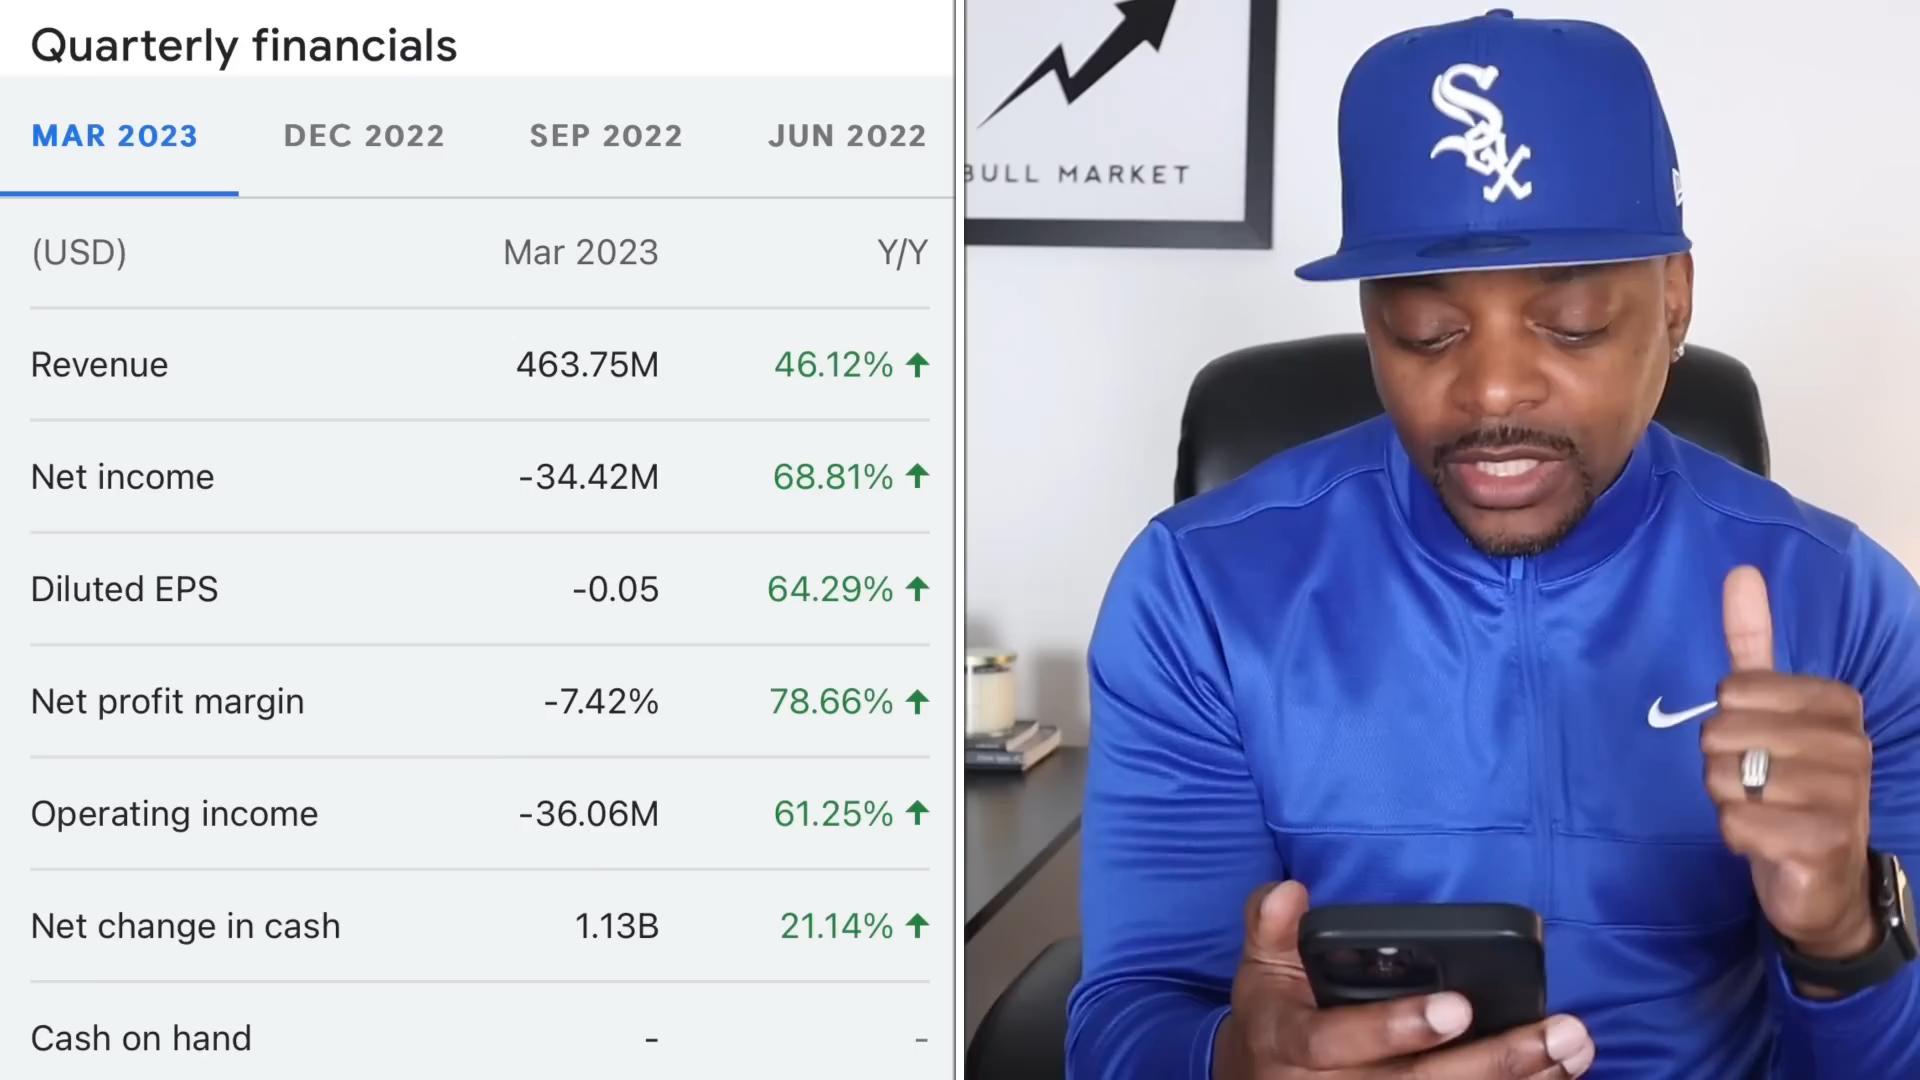 Quarterly financials
MAR 2023 DEC 2022 SEP 2022 JUN 2022
(USD) Mar 2023 Y/Y
Revenue 463.75M 46.12%
Net income -34.42M 68.81%
Diluted EPS -0.05 64.29%
Net profit margin -7.42% 78.66%
Operating income -36.06M 61.25%
Net change in cash 1.13B 21.14%
Cash on hand - -
BULL MARKET
Sox